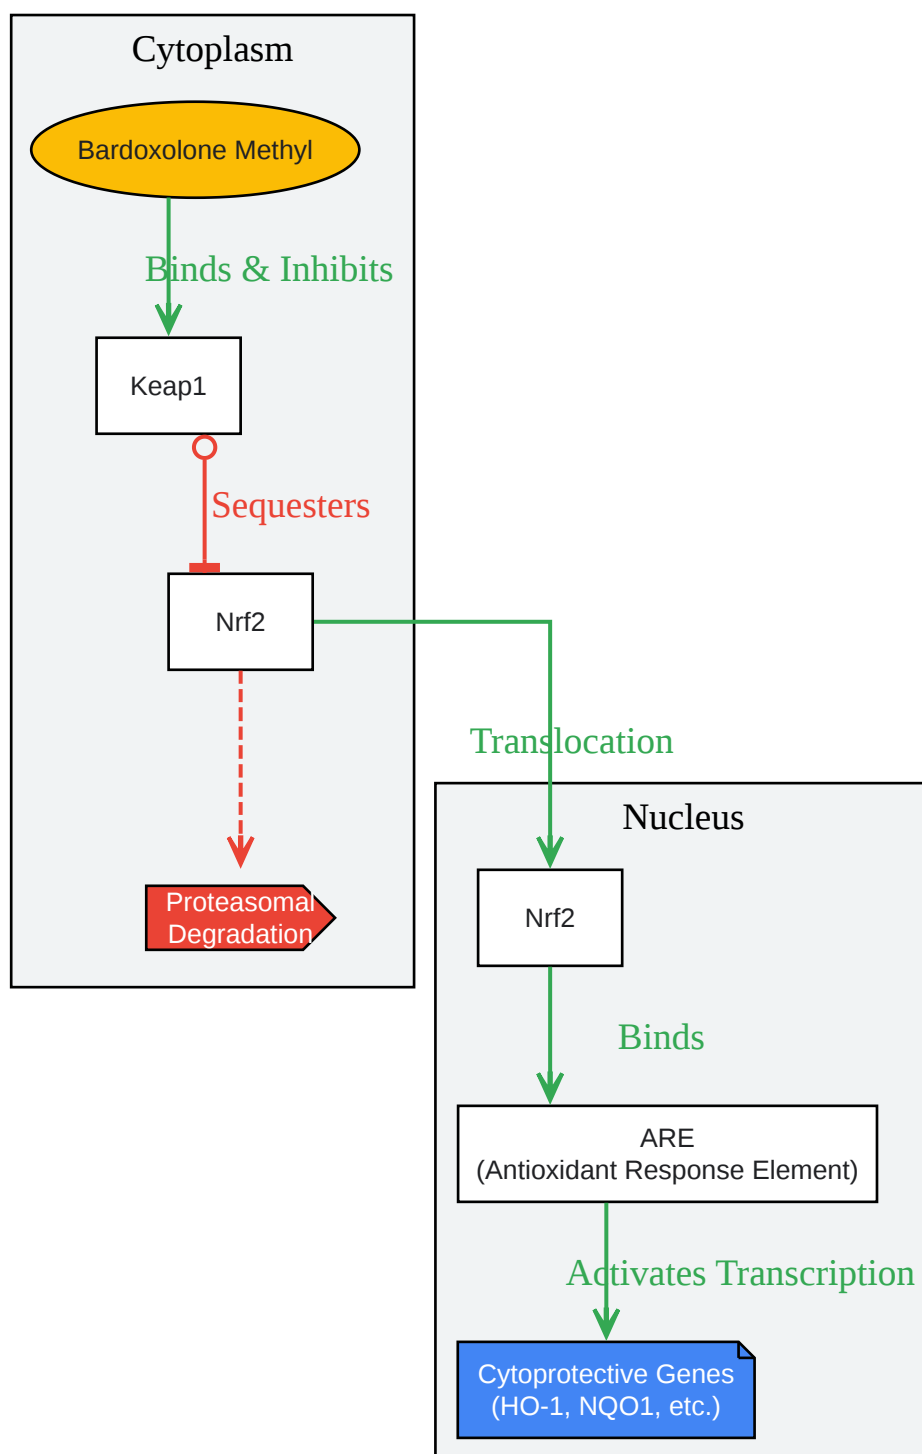 Cytoplasm
Bardoxolone Methyl
Binds & Inhibits
Keap1
Sequesters
Nrf2
Translocation
Proteasomal
Degradation
Nucleus
Nrf2
Binds
ARE
(Antioxidant Response Element)
Activates Transcription
Cytoprotective Genes
(HO-1, NQO1, etc.)